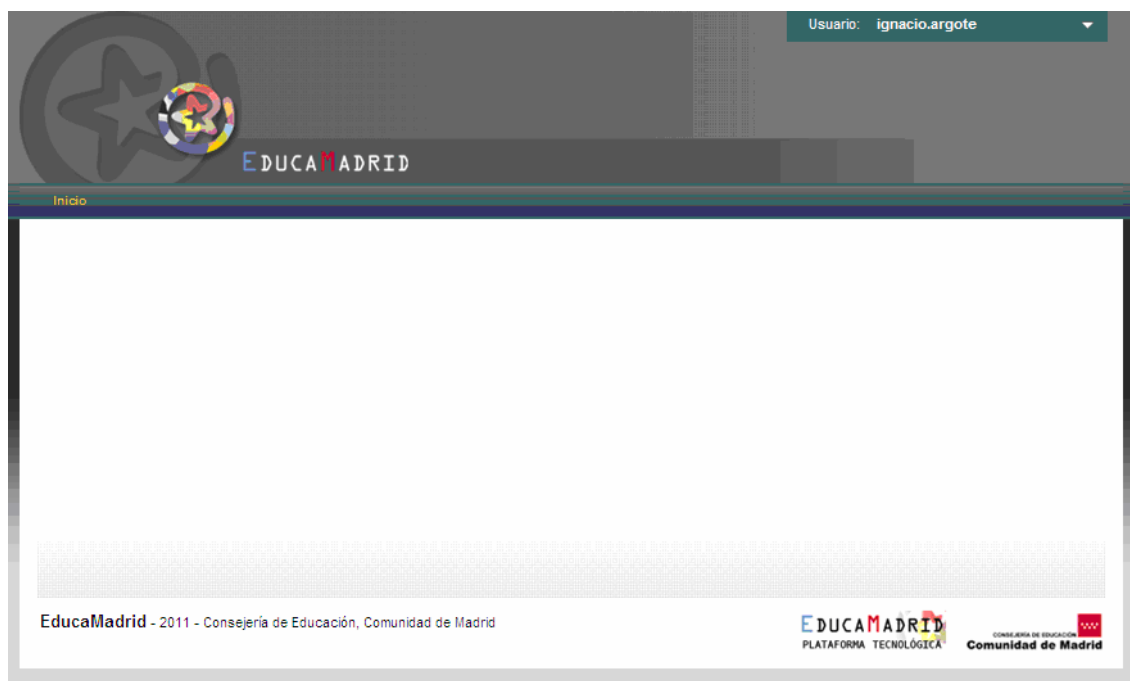 Usuario: ignacio.argote
EDUCAMADRID
Inicio
EducaMadrid - 2011 - Consejería de Educación, Comunidad de Madrid
EDUCAMADRID
PLATAFORMA TECNOLÓGICA
CONSEJERÍA DE EDUCACIÓN
Comunidad de Madrid